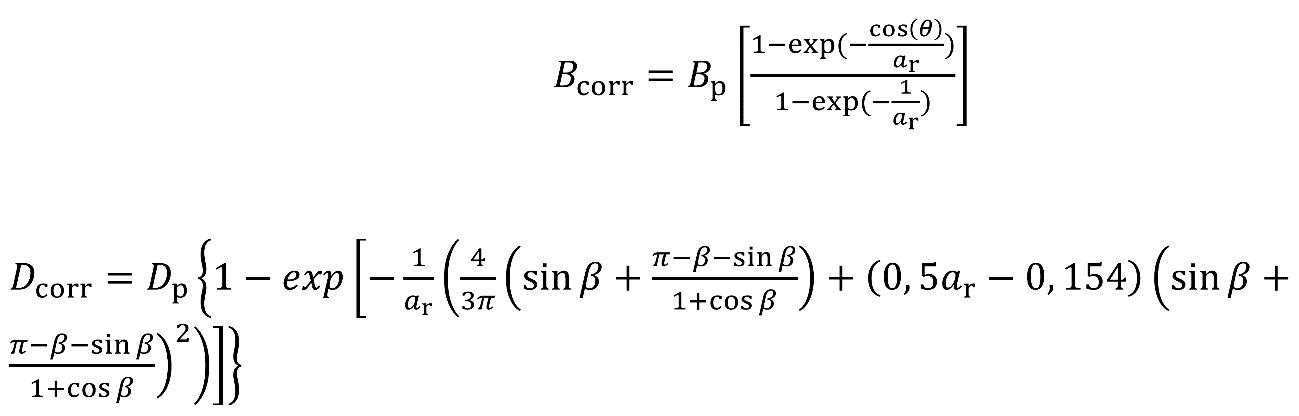 B_corr = B_p [ (1−exp(−cos(θ)/a_r)) / (1−exp(−1/a_r)) ]
D_corr = D_p {1 − exp [−1/a_r (4/3π (sin β + (π−β−sin β)/(1+cos β)) + (0,5a_r − 0,154) (sin β +
(π−β−sin β)/(1+cos β))²)]}